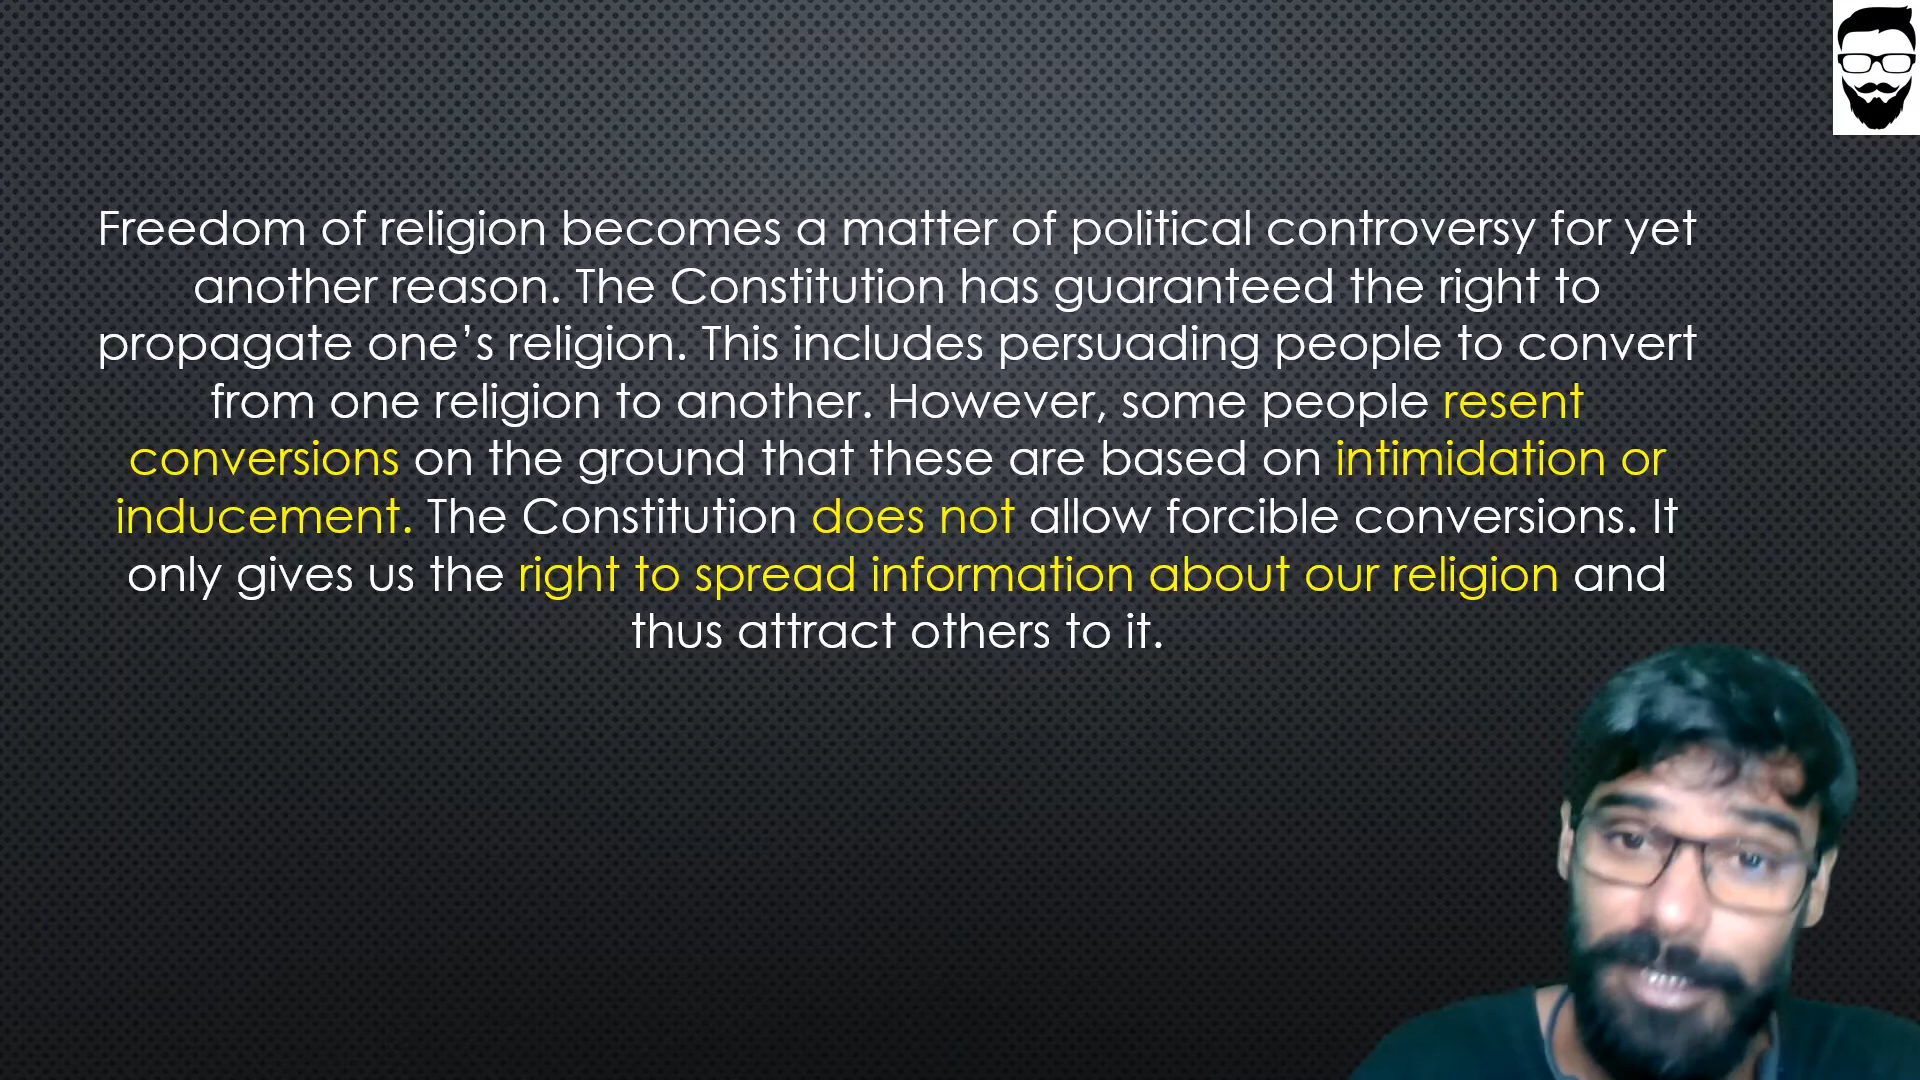 Freedom of religion becomes a matter of political controversy for yet
another reason. The Constitution has guaranteed the right to
propagate one’s religion. This includes persuading people to convert
from one religion to another. However, some people resent
conversions on the ground that these are based on intimidation or
inducement. The Constitution does not allow forcible conversions. It
only gives us the right to spread information about our religion and
thus attract others to it.